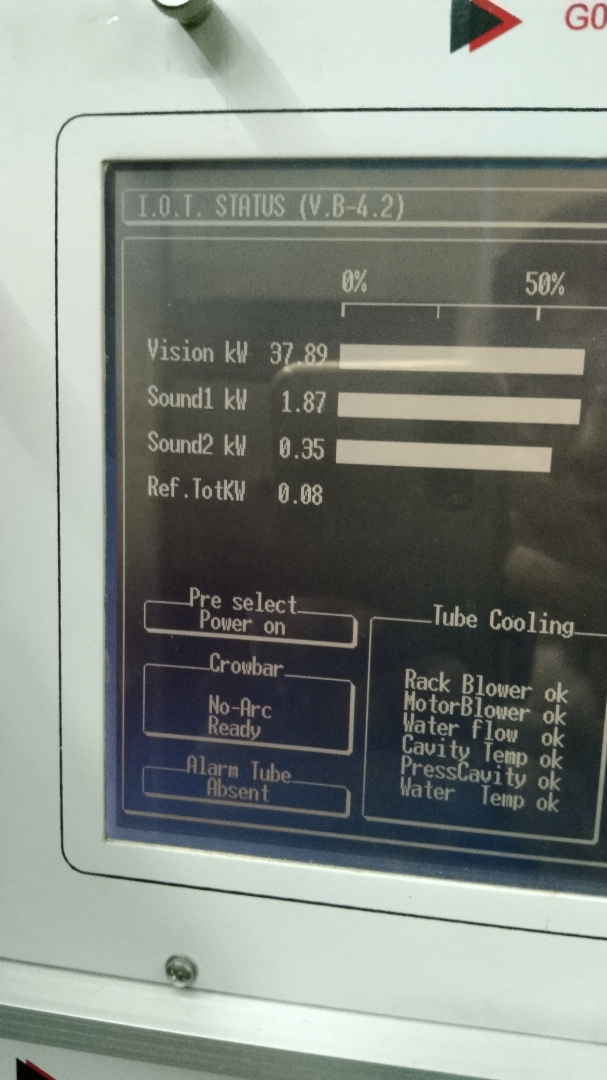 G0
I.O.T. STATUS (V.B-4.2)
0% 50%
Vision kW 37.89
Sound1 kW 1.87
Sound2 kW 0.35
Ref.TotKW 0.08
Pre select
Power on
Crowbar
No-Arc
Ready
Alarm Tube
Absent
Tube Cooling
Rack Blower ok
MotorBlower ok
Water flow ok
Cavity Temp ok
PressCavity ok
Water Temp ok